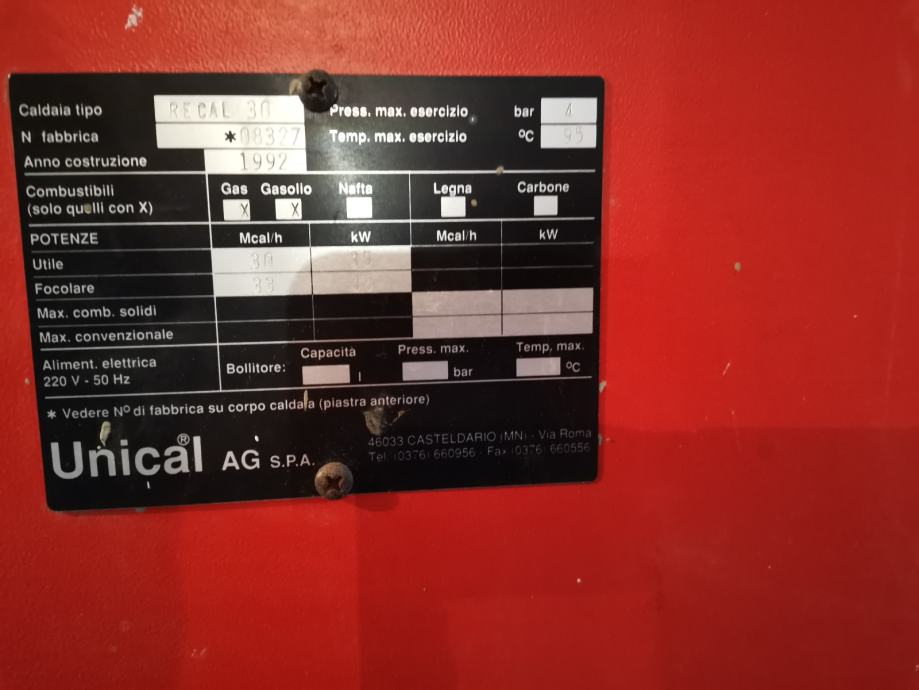 Caldaia tipo RECAL 30 Press. max. esercizio bar 4
N fabbrica *08327 Temp. max. esercizio °C 95
Anno costruzione 1992
Combustibili Gas Gasolio Nafta Legna Carbone
(solo quelli con X) X X
POTENZE Mcal/h kW Mcal/h kW
Utile 30 35
Focolare 33
Max. comb. solidi
Max. convenzionale
Aliment. elettrica Capacità Press. max. Temp. max.
220 V - 50 Hz Bollitore: l bar °C
* Vedere N° di fabbrica su corpo caldaia (piastra anteriore)
Unical® AG S.P.A.
46033 CASTELDARIO (MN) - Via Roma
Tel. (0376) 660956 - Fax (0376) 660556